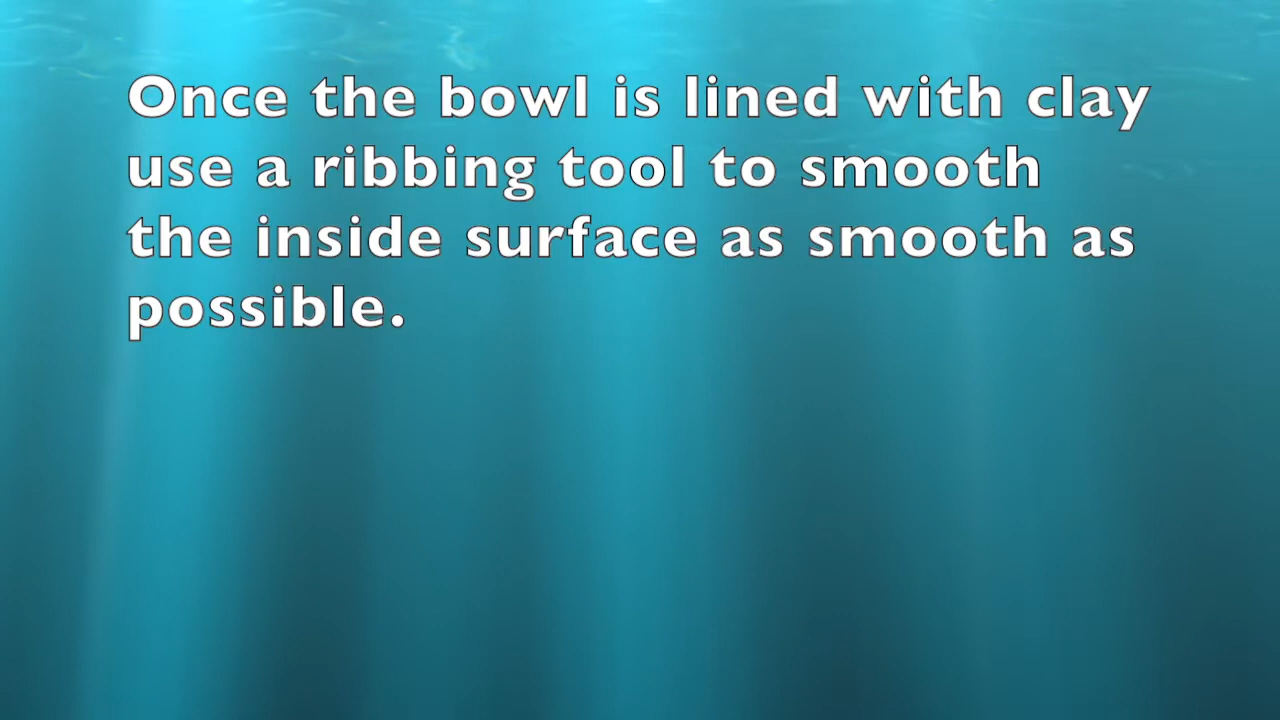 Once the bowl is lined with clay
use a ribbing tool to smooth
the inside surface as smooth as
possible.